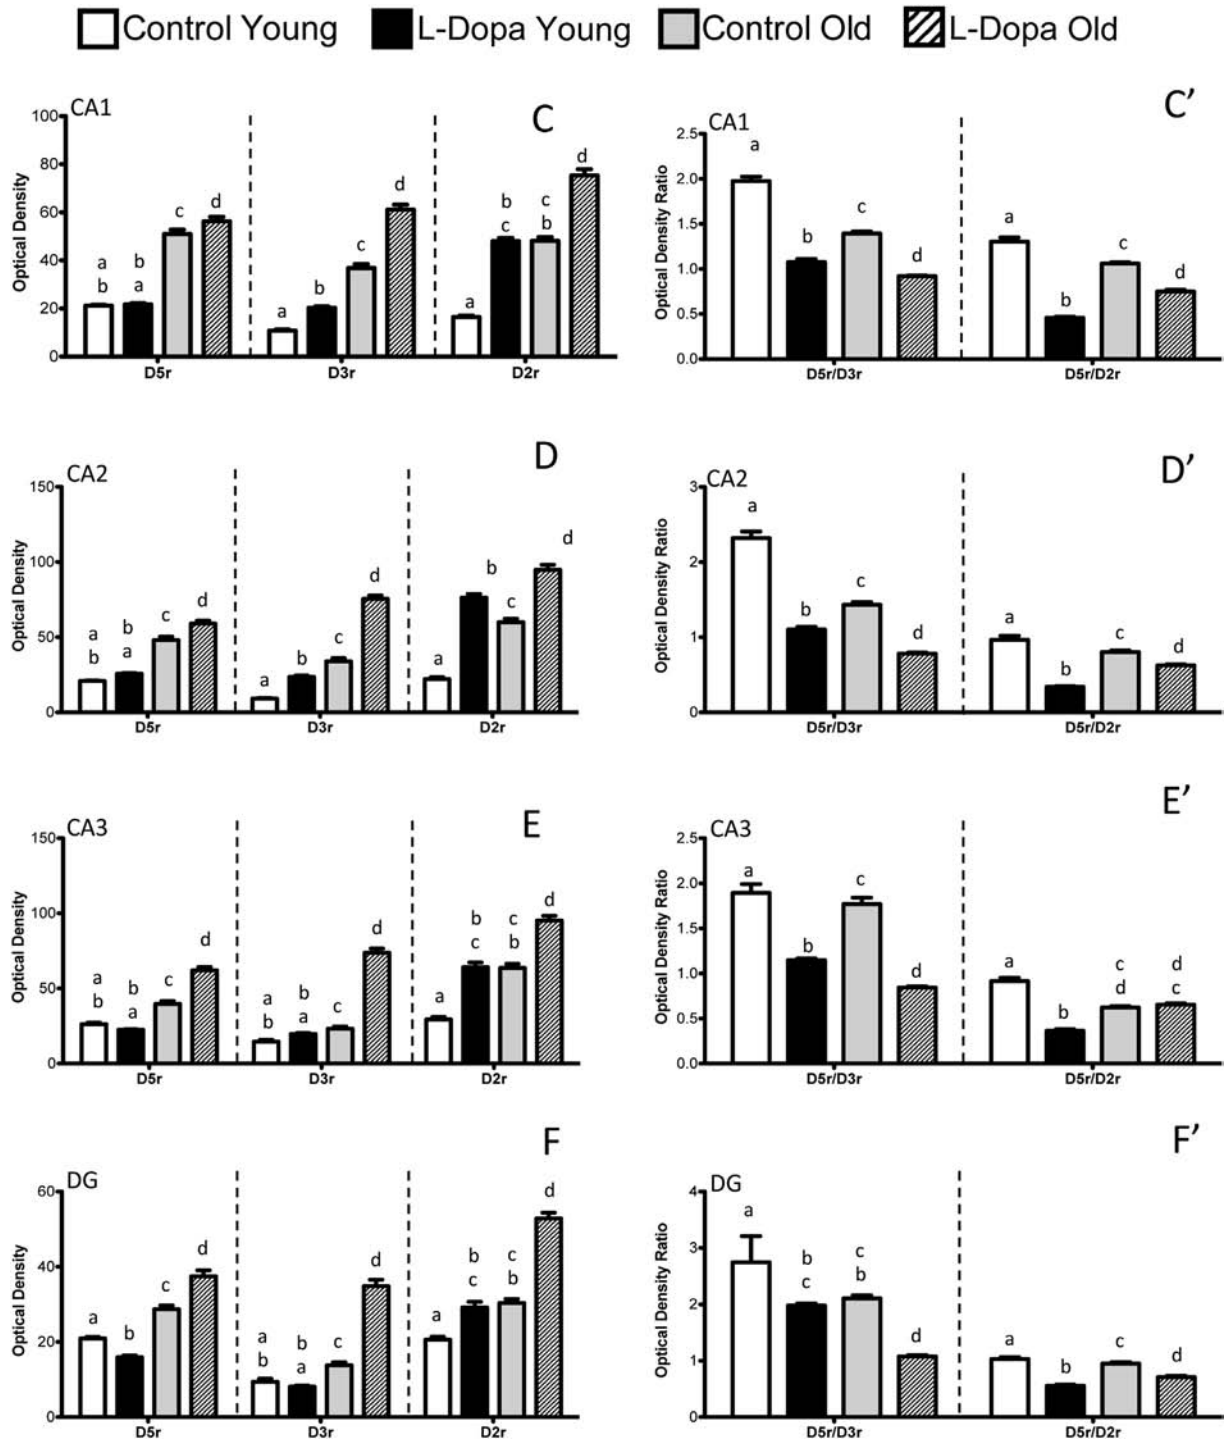 Control Young L-Dopa Young Control Old L-Dopa Old
CA1
C
Optical Density
100
80
60
40
20
0
a
b
b
a
c
d
a
b
c
d
a
b
c
c
b
d
D5r D3r D2r
CA1
C’
Optical Density Ratio
2.5
2.0
1.5
1.0
0.5
0.0
a
b
c
d
a
b
c
d
D5r/D3r D5r/D2r
CA2
D
Optical Density
150
100
50
0
a
b
b
a
c
d
a
b
c
d
a
b
c
d
D5r D3r D2r
CA2
D’
Optical Density Ratio
3
2
1
0
a
b
c
d
a
b
c
d
D5r/D3r D5r/D2r
CA3
E
Optical Density
150
100
50
0
a
b
b
a
c
d
a
b
b
a
c
d
a
b
c
c
b
d
D5r D3r D2r
CA3
E’
Optical Density Ratio
2.5
2.0
1.5
1.0
0.5
0.0
a
b
c
d
a
b
c
d
d
c
D5r/D3r D5r/D2r
DG
F
Optical Density
60
40
20
0
a
b
c
d
a
b
b
a
c
d
a
b
c
c
b
d
D5r D3r D2r
DG
F’
Optical Density Ratio
4
3
2
1
0
a
b
c
c
b
d
a
b
c
d
D5r/D3r D5r/D2r